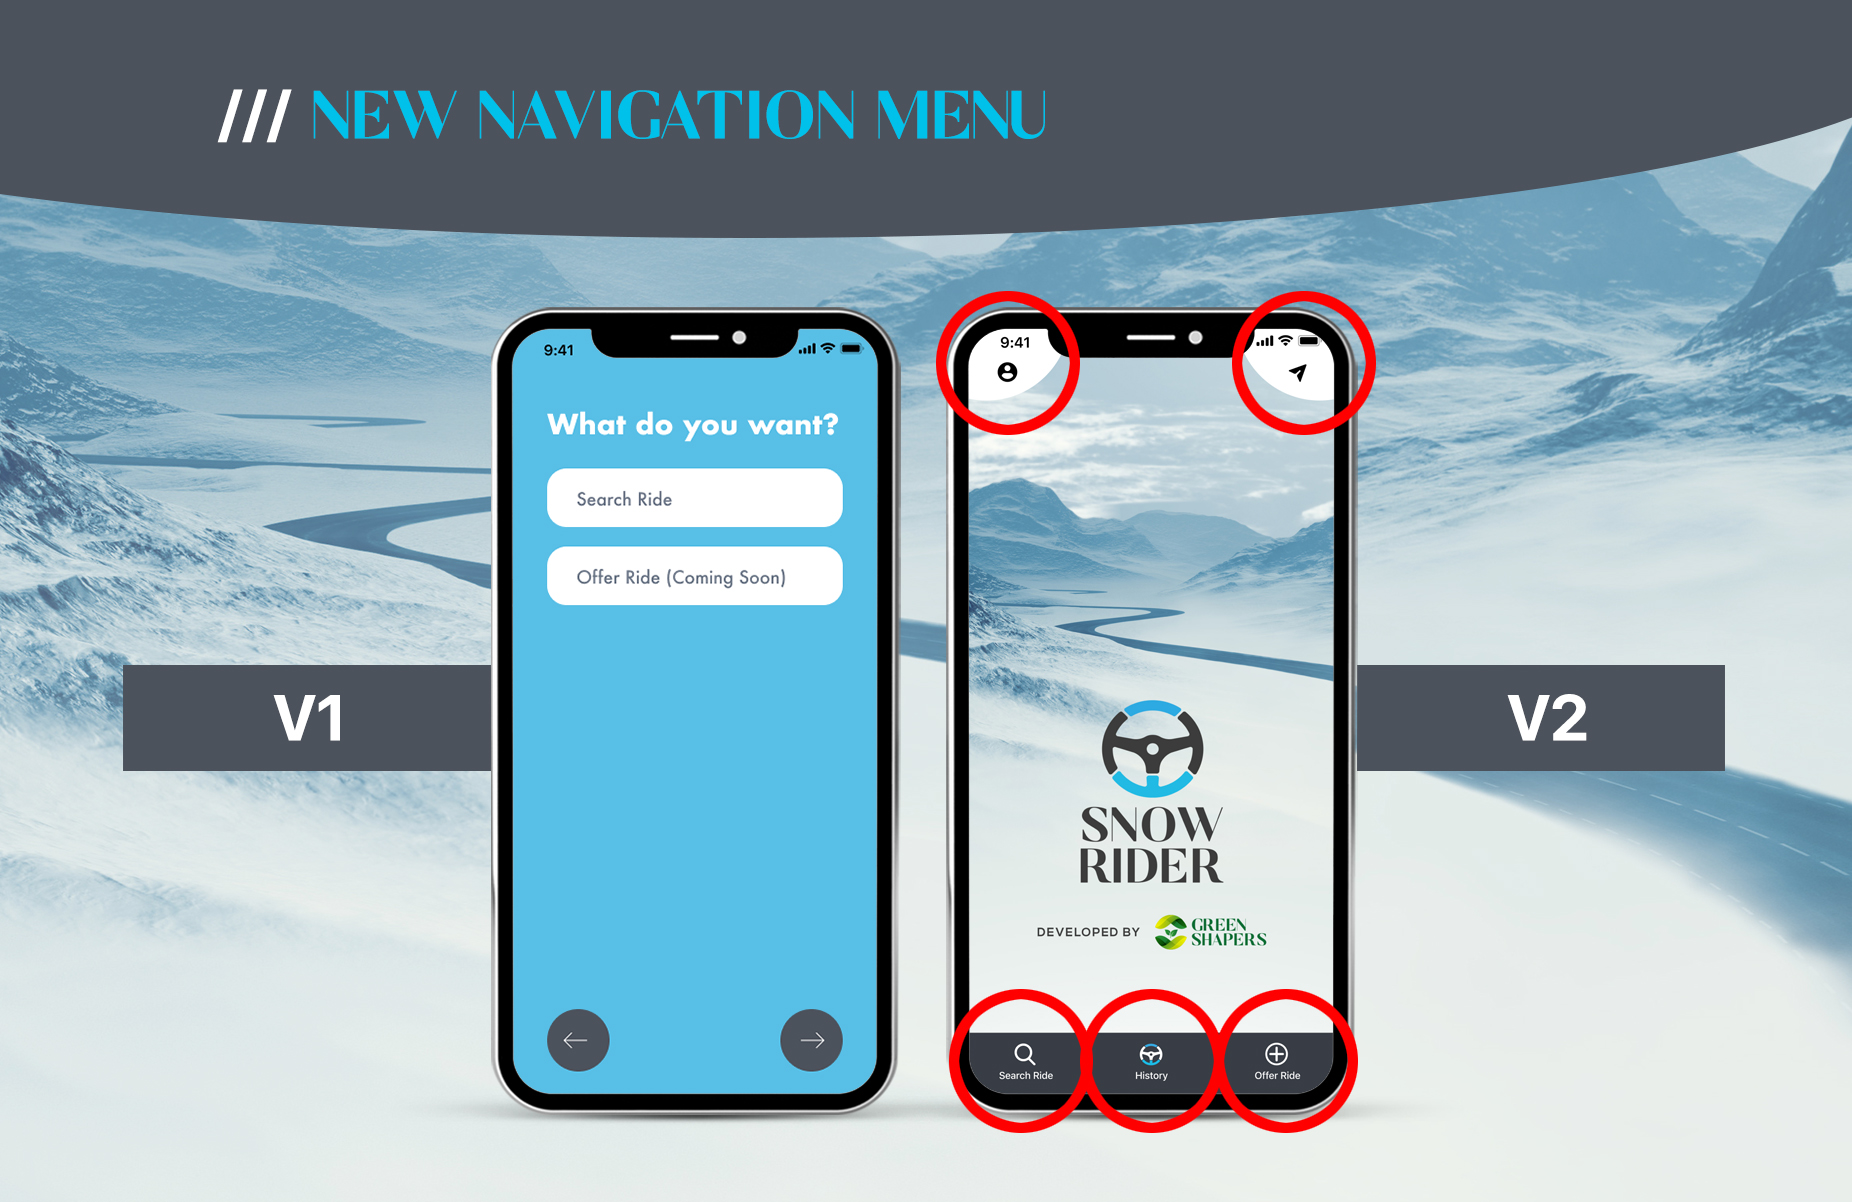 /// NEW NAVIGATION MENU
9:41
What do you want?
Search Ride
Offer Ride (Coming Soon)
V1
9:41
SNOW
RIDER
DEVELOPED BY
GREEN
SHAPERS
Search Ride
History
Offer Ride
V2